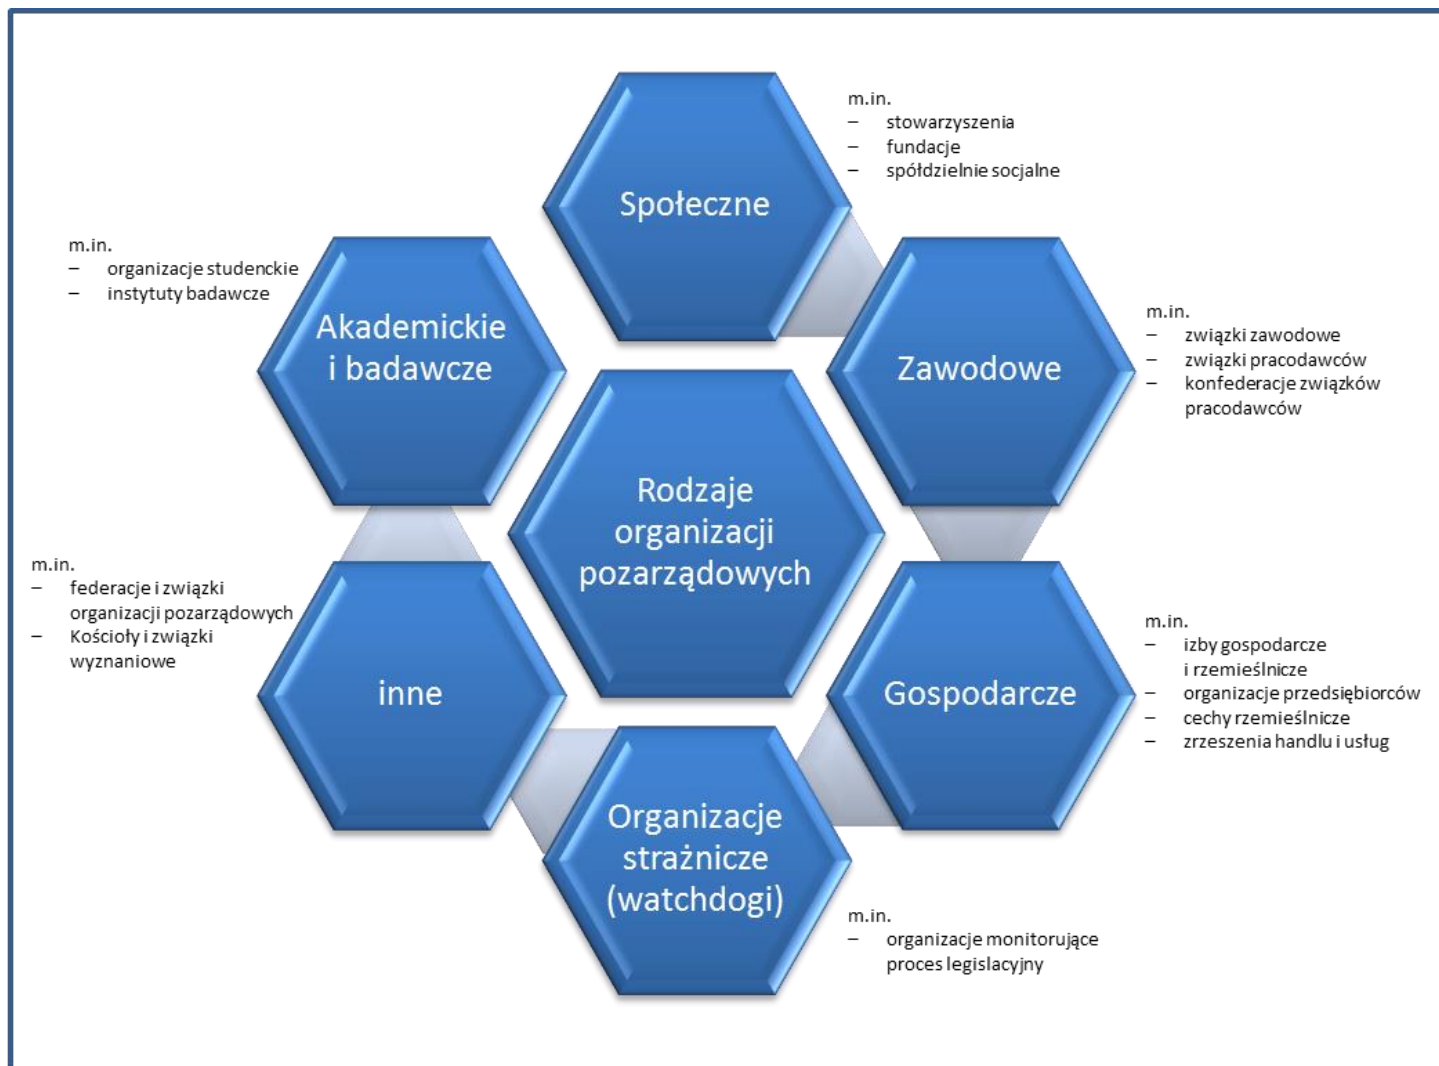 Społeczne
m.in.
– stowarzyszenia
– fundacje
– spółdzielnie socjalne
Zawodowe
m.in.
– związki zawodowe
– związki pracodawców
– konfederacje związków
pracodawców
Gospodarcze
m.in.
– izby gospodarcze
i rzemieślnicze
– organizacje przedsiębiorców
– cechy rzemieślnicze
– zrzeszenia handlu i usług
Organizacje
strażnicze
(watchdogi)
m.in.
– organizacje monitorujące
proces legislacyjny
inne
m.in.
– federacje i związki
organizacji pozarządowych
– Kościoły i związki
wyznaniowe
Akademickie
i badawcze
m.in.
– organizacje studenckie
– instytuty badawcze
Rodzaje
organizacji
pozarządowych